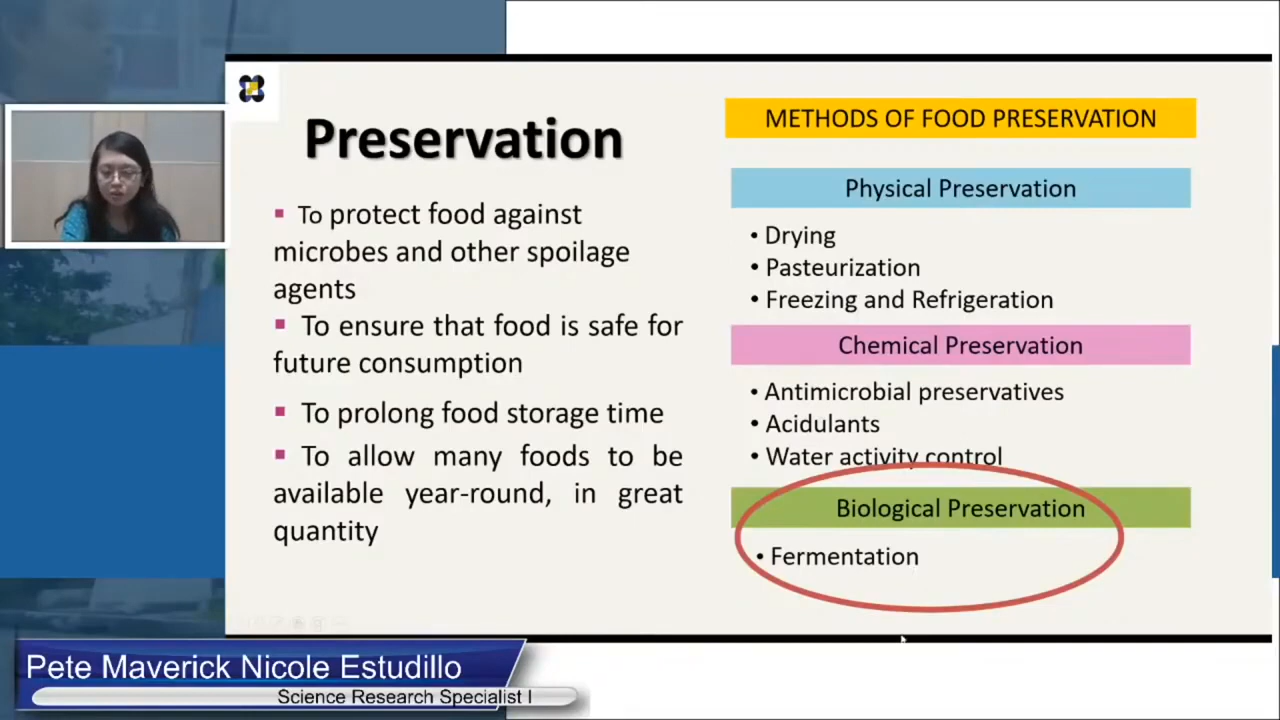 Preservation
▪ To protect food against
microbes and other spoilage
agents
▪ To ensure that food is safe for
future consumption
▪ To prolong food storage time
▪ To allow many foods to be
available year-round, in great
quantity
METHODS OF FOOD PRESERVATION
Physical Preservation
• Drying
• Pasteurization
• Freezing and Refrigeration
Chemical Preservation
• Antimicrobial preservatives
• Acidulants
• Water activity control
Biological Preservation
• Fermentation
Pete Maverick Nicole Estudillo
Science Research Specialist I